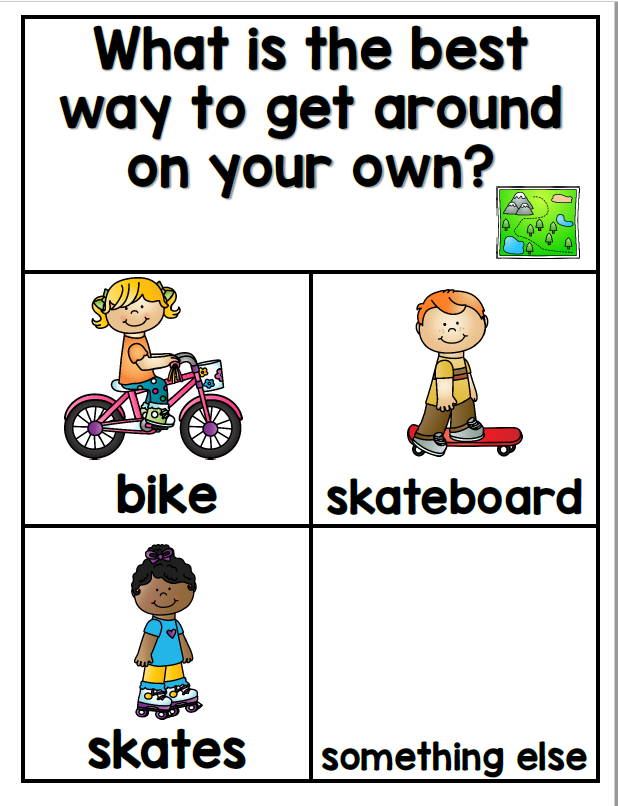 What is the best
way to get around
on your own?
bike
skateboard
skates
something else